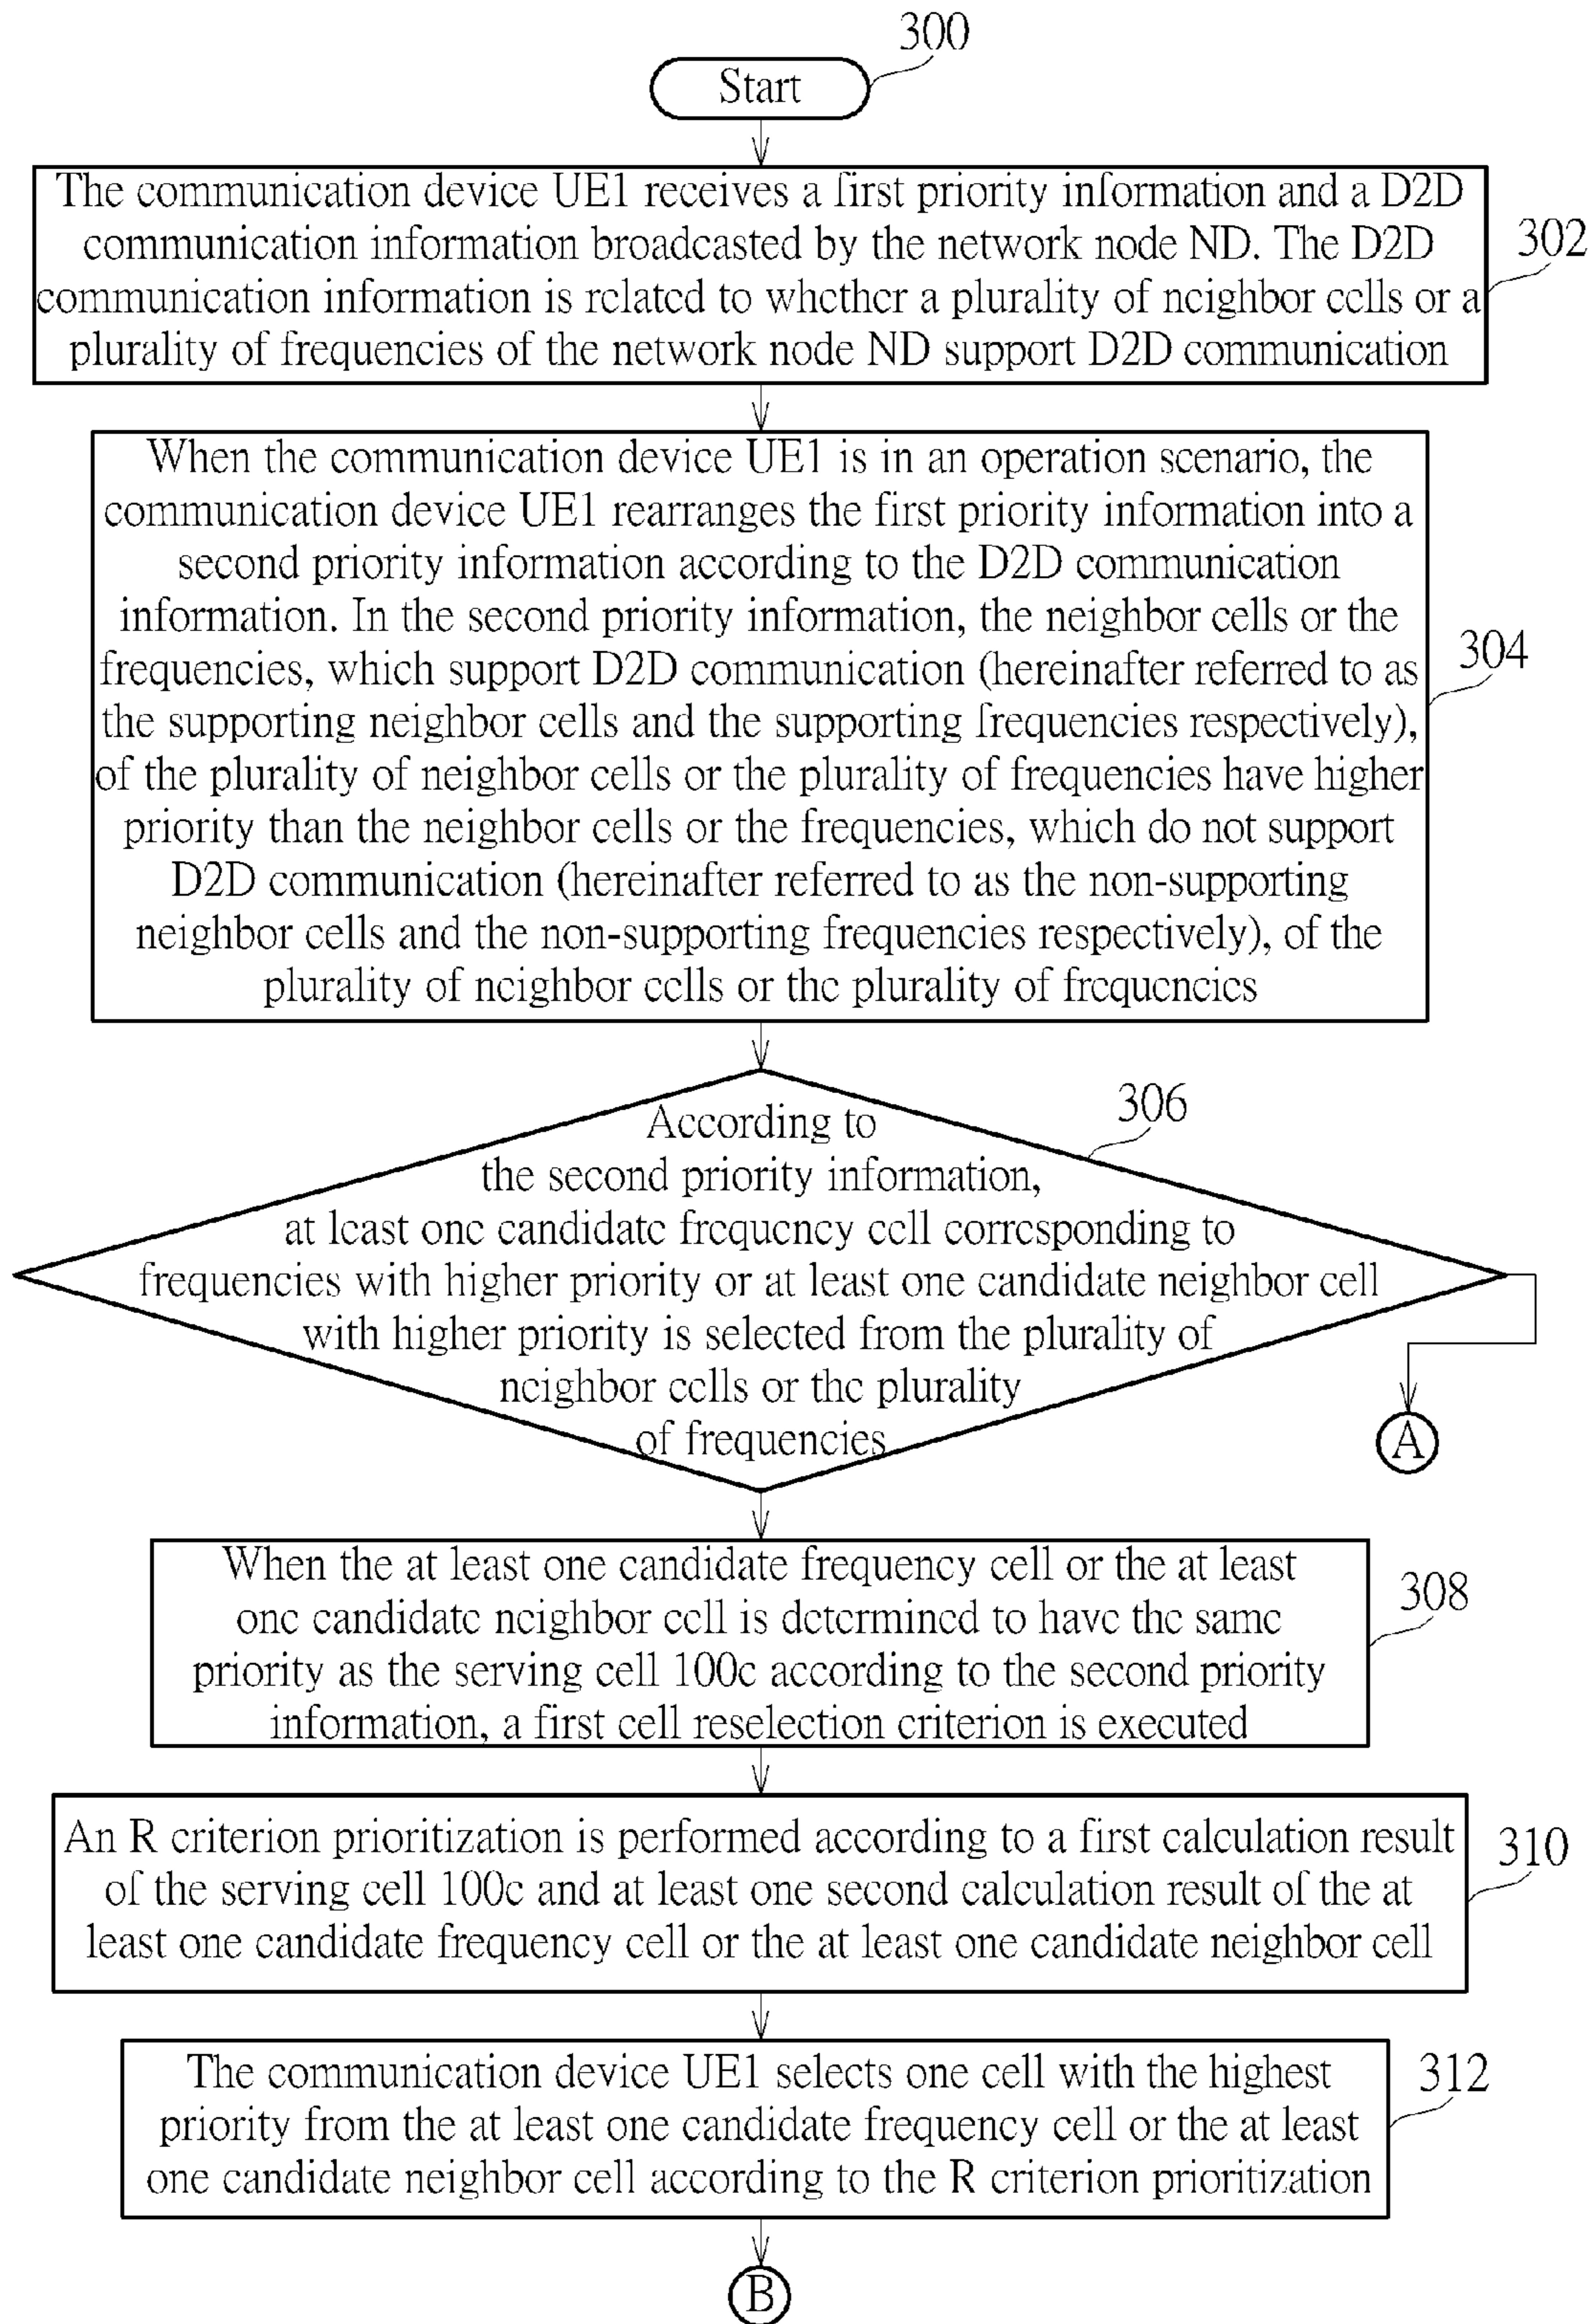 300
Start
The communication device UE1 receives a first priority information and a D2D
communication information broadcasted by the network node ND. The D2D
communication information is related to whether a plurality of neighbor cells or a
plurality of frequencies of the network node ND support D2D communication
302
When the communication device UE1 is in an operation scenario, the
communication device UE1 rearranges the first priority information into a
second priority information according to the D2D communication
information. In the second priority information, the neighbor cells or the
frequencies, which support D2D communication (hereinafter referred to as
the supporting neighbor cells and the supporting frequencies respectively),
of the plurality of neighbor cells or the plurality of frequencies have higher
priority than the neighbor cells or the frequencies, which do not support
D2D communication (hereinafter referred to as the non-supporting
neighbor cells and the non-supporting frequencies respectively), of the
plurality of neighbor cells or the plurality of frequencies
304
According to
the second priority information,
at least one candidate frequency cell corresponding to
frequencies with higher priority or at least one candidate neighbor cell
with higher priority is selected from the plurality of
neighbor cells or the plurality
of frequencies
306
A
When the at least one candidate frequency cell or the at least
one candidate neighbor cell is determined to have the same
priority as the serving cell 100c according to the second priority
information, a first cell reselection criterion is executed
308
An R criterion prioritization is performed according to a first calculation result
of the serving cell 100c and at least one second calculation result of the at
least one candidate frequency cell or the at least one candidate neighbor cell
310
The communication device UE1 selects one cell with the highest
priority from the at least one candidate frequency cell or the at least
one candidate neighbor cell according to the R criterion prioritization
312
B